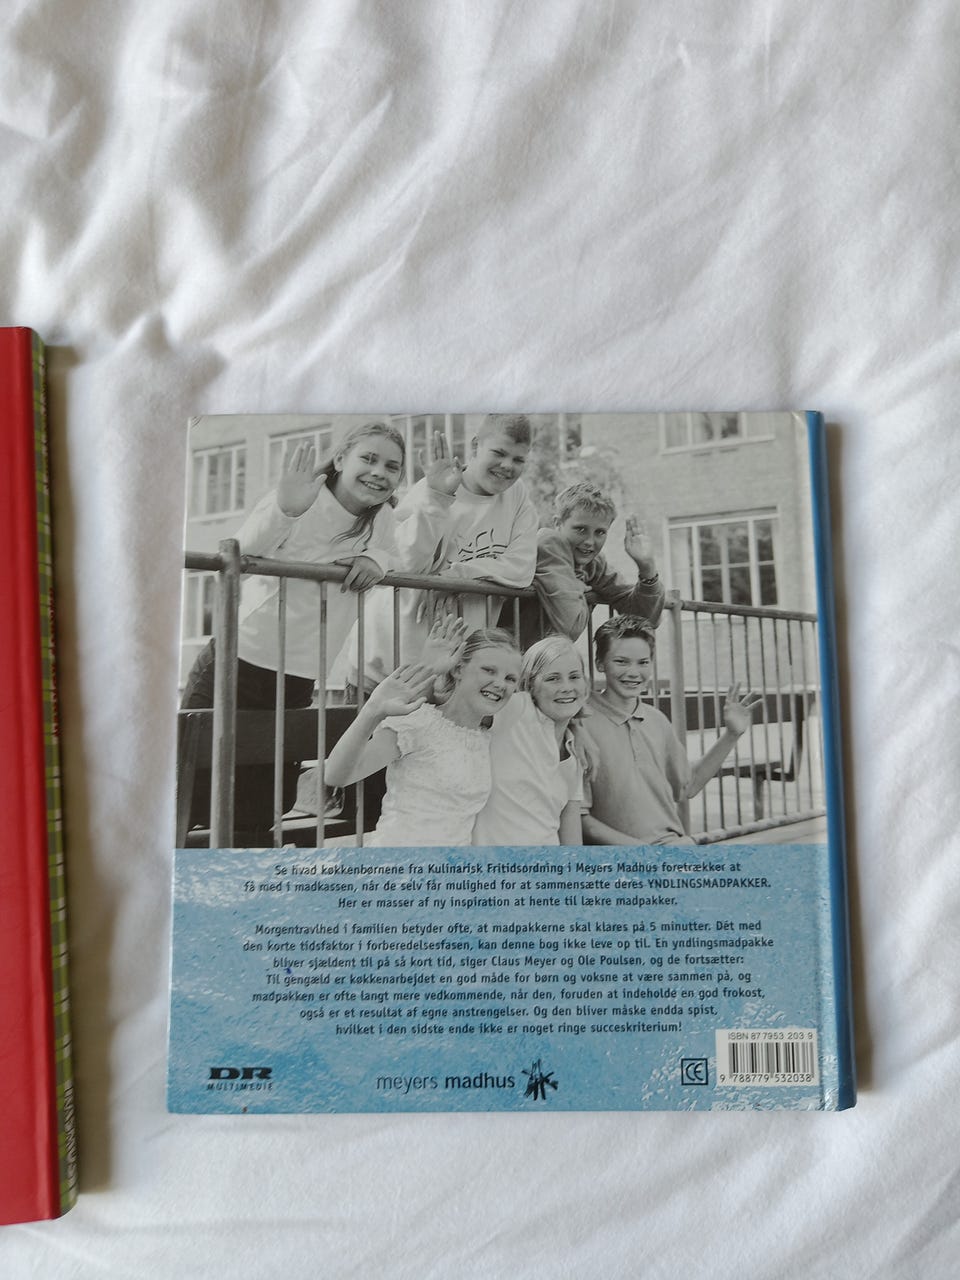 Se hvad køkkenbørnene fra Kulinarisk Fritidsordning i Meyers Madhus foretrækker at
få med i madkassen, når de selv får mulighed for at sammensætte deres YNDLINGSMADPAKKER.
Her er masser af ny inspiration at hente til lækre madpakker.
Morgentravlhed i familien betyder ofte, at madpakkerne skal klares på 5 minutter. Dét med
den korte tidsfaktor i forberedelsesfasen, kan denne bog ikke leve op til. En yndlingsmadpakke
bliver sjældent til på så kort tid, siger Claus Meyer og Ole Poulsen, og de fortsætter:
Til gengæld er køkkenarbejdet en god måde for børn og voksne at være sammen på, og
madpakken er ofte langt mere vedkommende, når den, foruden at indeholde en god frokost,
også er et resultat af egne anstrengelser. Og den bliver måske endda spist,
hvilket i den sidste ende ikke er noget ringe succeskriterium!
ISBN 87 7953 203 9
9 788779 532038
DR
MULTIMEDIE
meyers madhus
CE